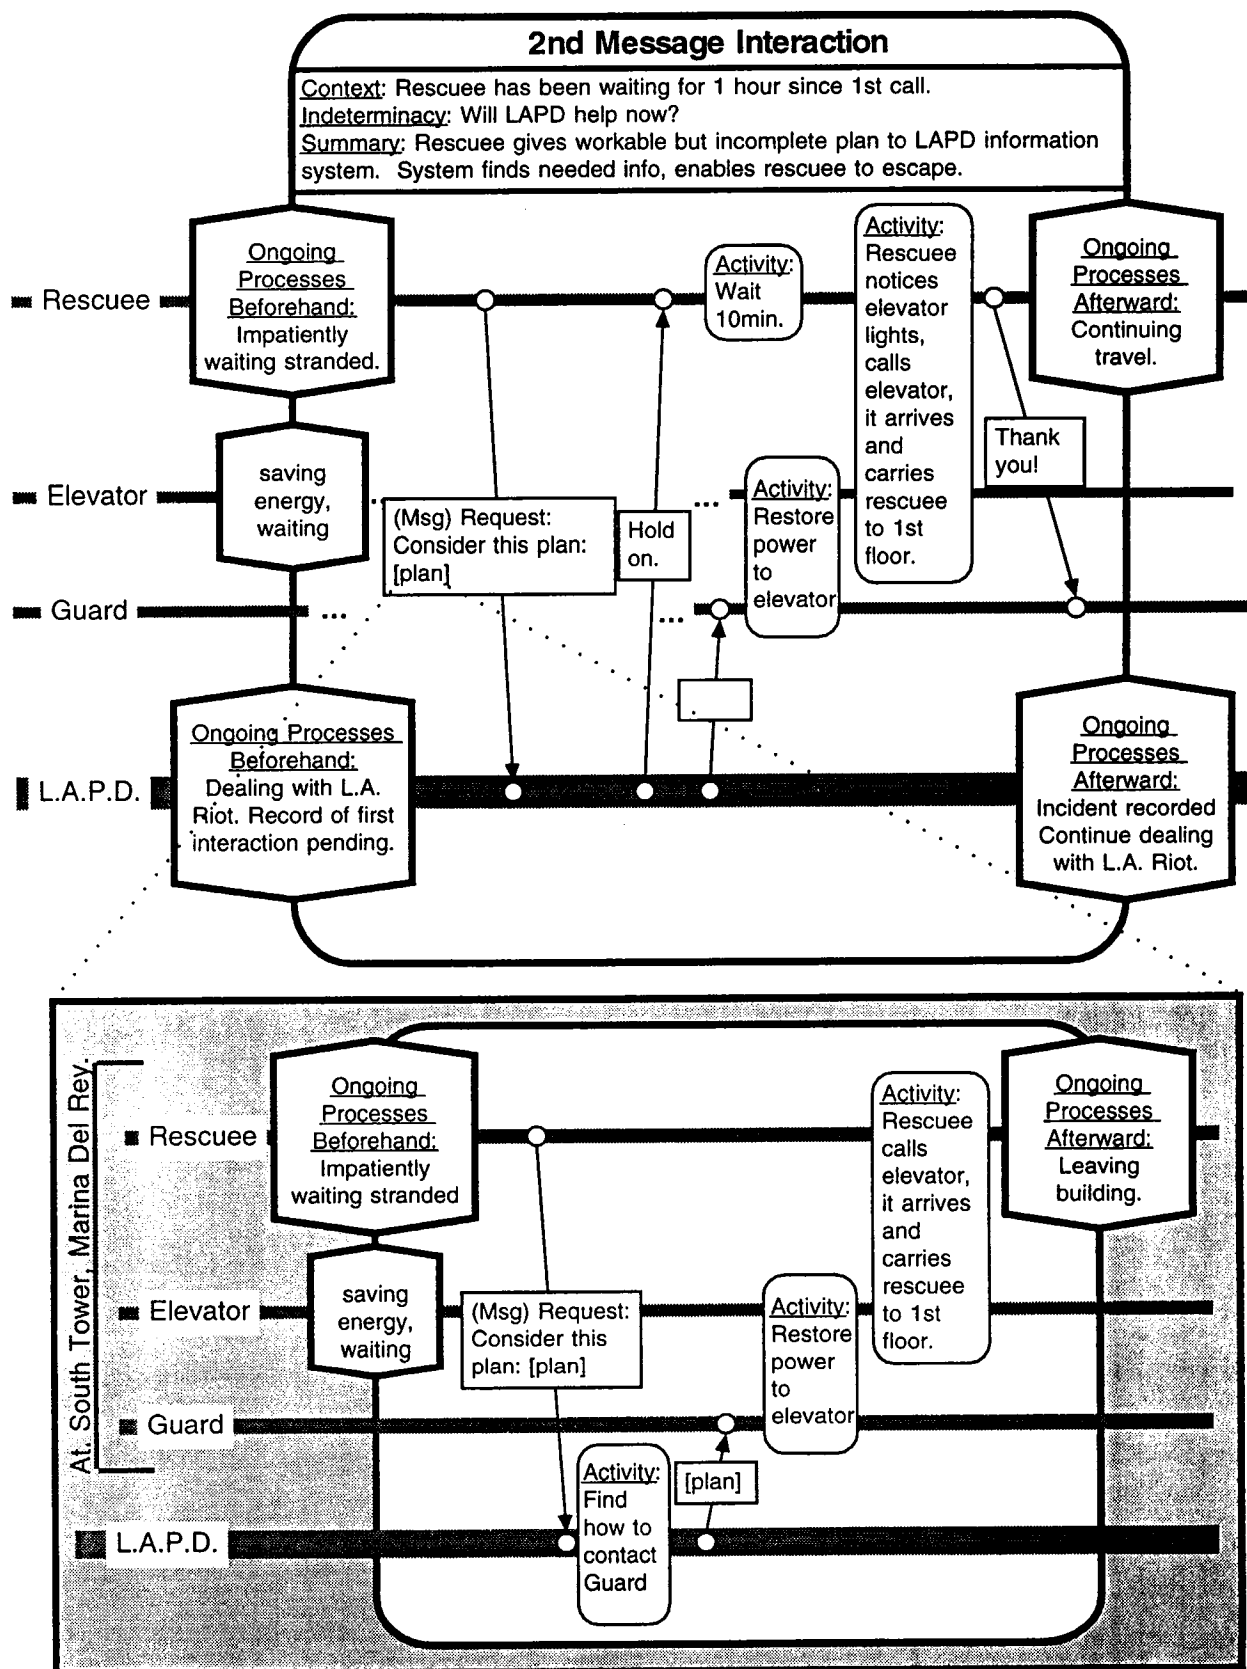 2nd Message Interaction
Context: Rescuee has been waiting for 1 hour since 1st call.
Indeterminacy: Will LAPD help now?
Summary: Rescuee gives workable but incomplete plan to LAPD information
system. System finds needed info, enables rescuee to escape.
Rescuee
Ongoing
Processes
Beforehand:
Impatiently
waiting stranded.
Activity:
Wait
10min.
Activity:
Rescuee
notices
elevator
lights,
calls
elevator,
it arrives
and
carries
rescuee
to 1st
floor.
Ongoing
Processes
Afterward:
Continuing
travel.
Thank
you!
Elevator
saving
energy,
waiting
...
(Msg) Request:
Consider this plan:
[plan]
Hold
on.
...
Activity:
Restore
power
to
elevator
Guard
...
...
L.A.P.D.
Ongoing Processes
Beforehand:
Dealing with L.A.
Riot. Record of first
interaction pending.
Ongoing
Processes
Afterward:
Incident recorded
Continue dealing
with L.A. Riot.
At. South Tower, Marina Del Rey.
Rescuee
Ongoing
Processes
Beforehand:
Impatiently
waiting stranded
Activity:
Rescuee
calls
elevator,
it arrives
and
carries
rescuee
to 1st
floor.
Ongoing
Processes
Afterward:
Leaving
building.
Elevator
saving
energy,
waiting
(Msg) Request:
Consider this
plan: [plan]
Activity:
Restore
power
to
elevator
Guard
Activity:
Find
how to
contact
Guard
[plan]
L.A.P.D.